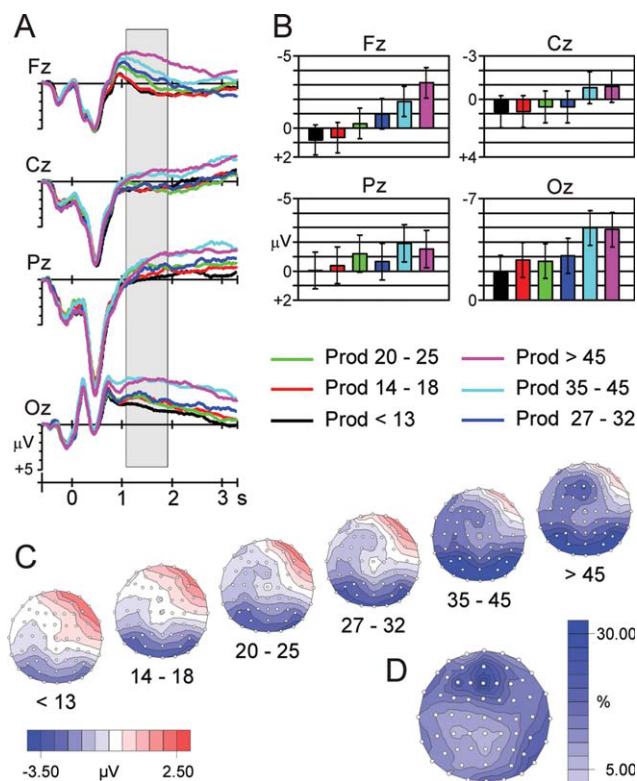 A
Fz
Cz
Pz
Oz
μV
+5
0 1 2 3 s
B
Fz
-5
0
+2
Cz
-3
0
+4
Pz
-5
μV
0
+2
Oz
-7
0
Prod 20 - 25
Prod > 45
Prod 14 - 18
Prod 35 - 45
Prod < 13
Prod 27 - 32
C
< 13
14 - 18
20 - 25
27 - 32
35 - 45
> 45
-3.50 μV 2.50
D
30.00
%
5.00